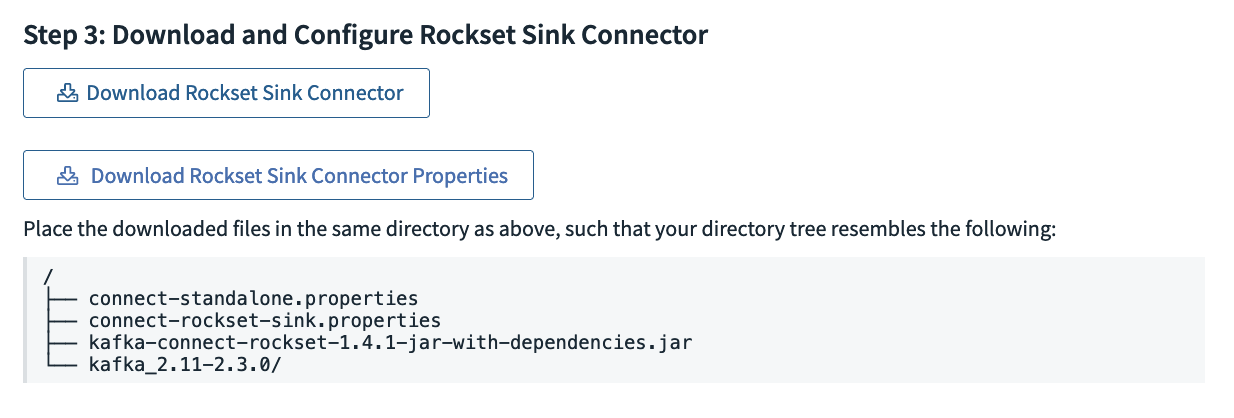 Step 3: Download and Configure Rockset Sink Connector
Download Rockset Sink Connector
Download Rockset Sink Connector Properties
Place the downloaded files in the same directory as above, such that your directory tree resembles the following:
/
├── connect-standalone.properties
├── connect-rockset-sink.properties
├── kafka-connect-rockset-1.4.1-jar-with-dependencies.jar
└── kafka_2.11-2.3.0/